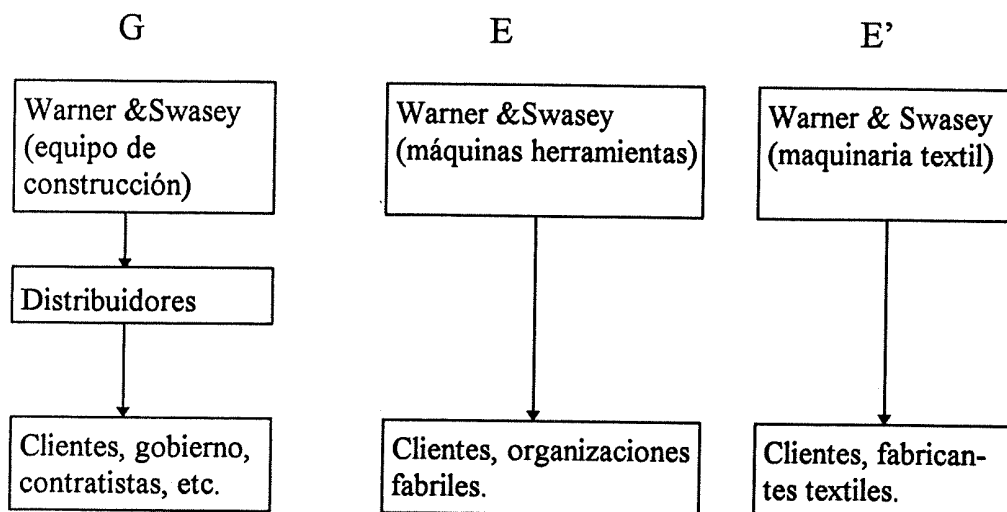 G
E
E’
Warner &Swasey
(equipo de
construcción)
Warner &Swasey
(máquinas herramientas)
Warner & Swasey
(maquinaria textil)
Distribuidores
Clientes, gobierno,
contratistas, etc.
Clientes, organizaciones
fabriles.
Clientes, fabrican-
tes textiles.